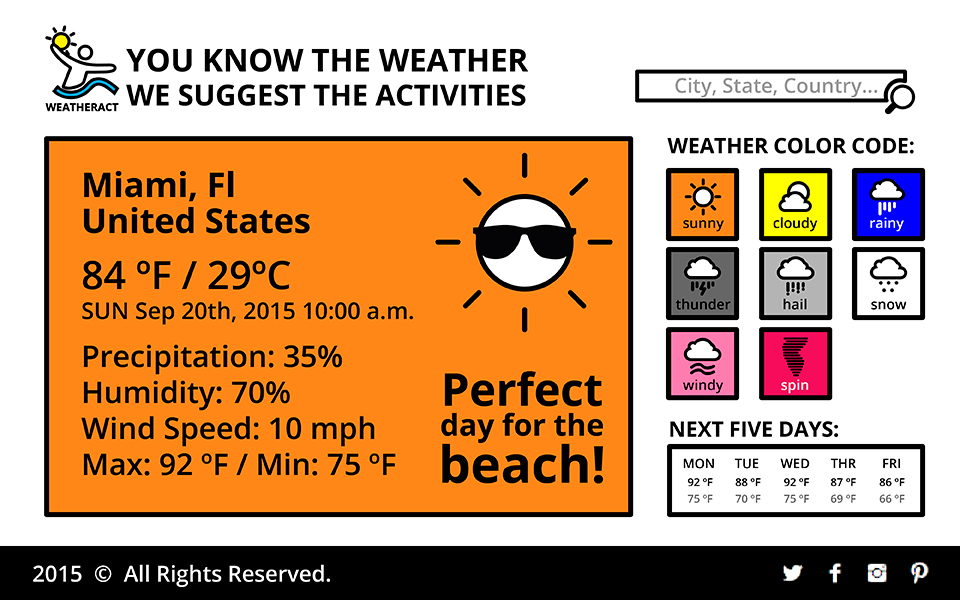 YOU KNOW THE WEATHER
WE SUGGEST THE ACTIVITIES
WEATHERACT
City, State, Country...
Miami, Fl
United States
84 ºF / 29ºC
SUN Sep 20th, 2015 10:00 a.m.
Precipitation: 35%
Humidity: 70%
Wind Speed: 10 mph
Max: 92 ºF / Min: 75 ºF
Perfect
day for the
beach!
WEATHER COLOR CODE:
sunny cloudy rainy
thunder hail snow
windy spin
NEXT FIVE DAYS:
MON TUE WED THR FRI
92 ºF 88 ºF 92 ºF 87 ºF 86 ºF
75 ºF 70 ºF 75 ºF 69 ºF 66 ºF
2015 © All Rights Reserved.